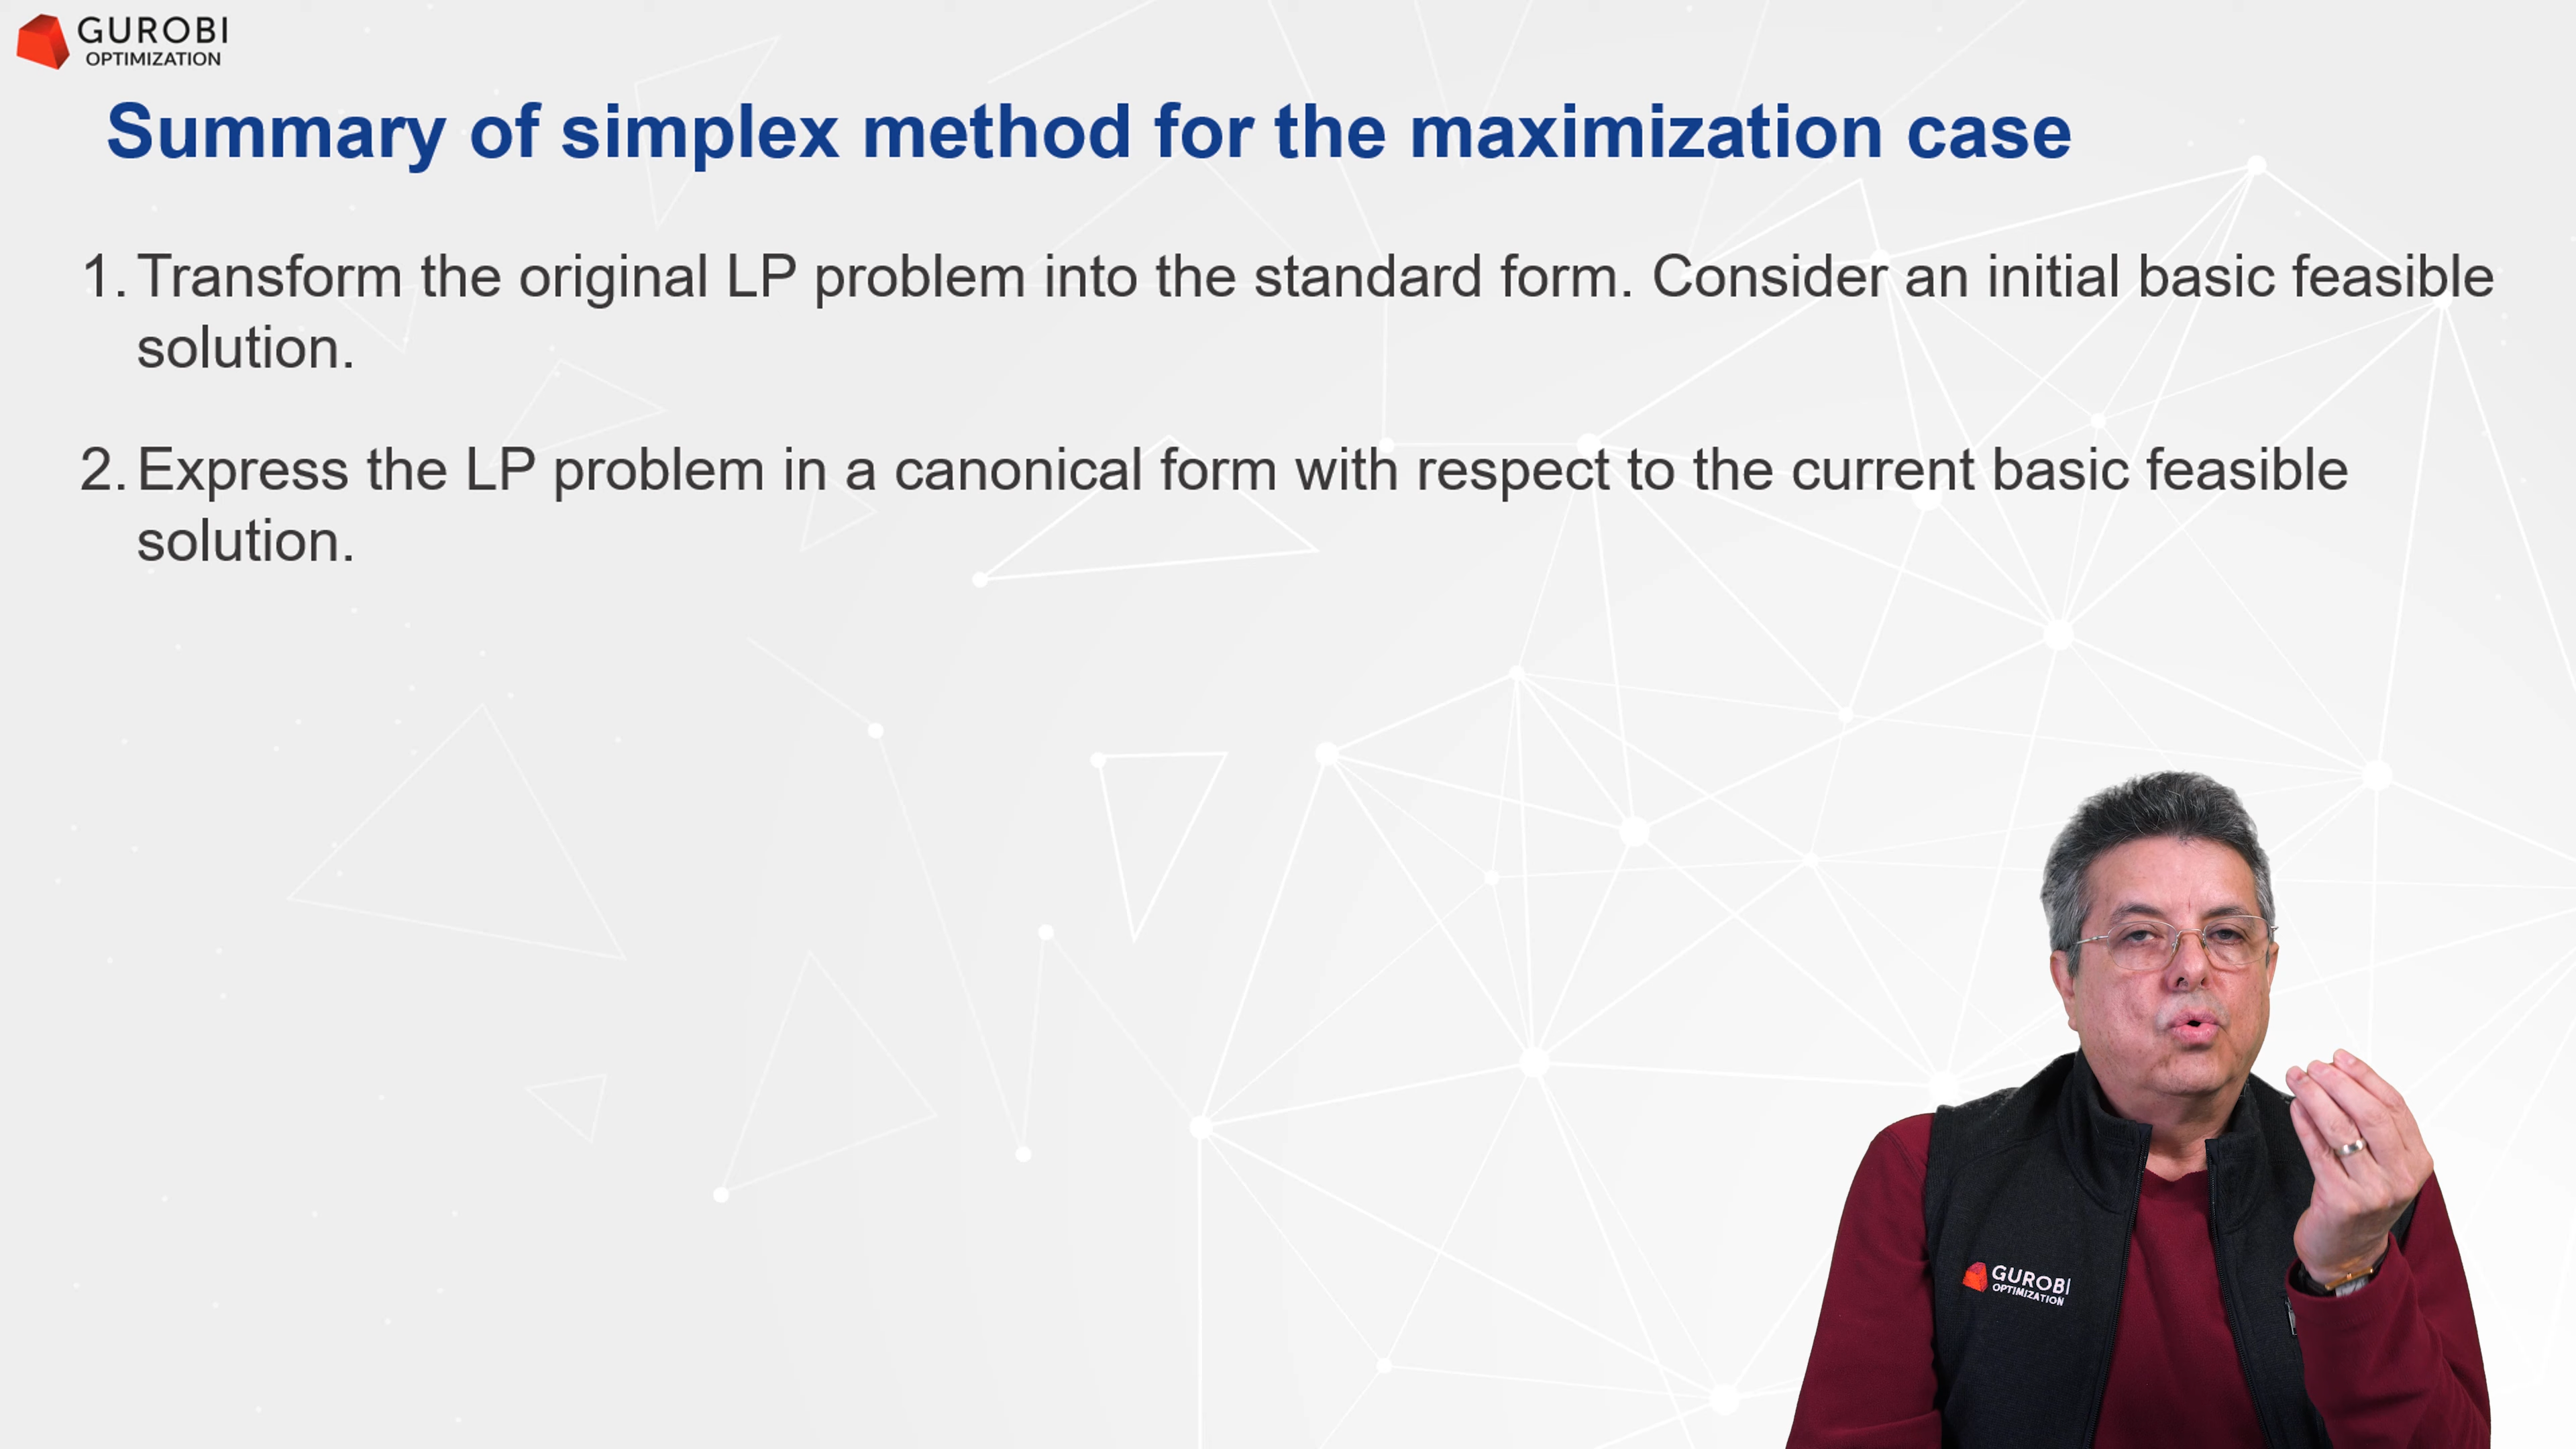 GUROBI
OPTIMIZATION
Summary of simplex method for the maximization case
1. Transform the original LP problem into the standard form. Consider an initial basic feasible
solution.
2. Express the LP problem in a canonical form with respect to the current basic feasible
solution.
GUROBI
OPTIMIZATION